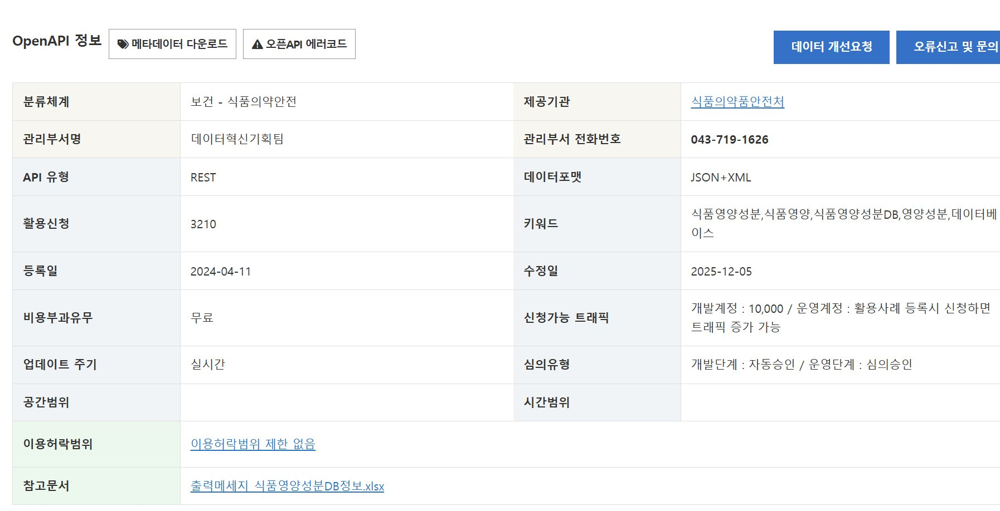 OpenAPI 정보
메타데이터 다운로드
오픈API 에러코드
데이터 개선요청
오류신고 및 문의
분류체계
보건 - 식품의약안전
제공기관
식품의약품안전처
관리부서명
데이터혁신기획팀
관리부서 전화번호
043-719-1626
API 유형
REST
데이터포맷
JSON+XML
활용신청
3210
키워드
식품영양성분,식품영양,식품영양성분DB,영양성분,데이터베
이스
등록일
2024-04-11
수정일
2025-12-05
비용부과유무
무료
신청가능 트래픽
개발계정 : 10,000 / 운영계정 : 활용사례 등록시 신청하면
트래픽 증가 가능
업데이트 주기
실시간
심의유형
개발단계 : 자동승인 / 운영단계 : 심의승인
공간범위
시간범위
이용허락범위
이용허락범위 제한 없음
참고문서
출력메세지_식품영양성분DB정보.xlsx